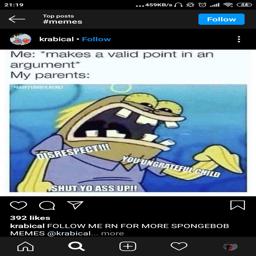 21:19
459KB/s
Top posts
#memes
Follow
krabical • Follow
Me: *makes a valid point in an
argument*
My parents:
DISRESPECT!!!
YOU UNGRATEFUL CHILD
SHUT YO ASS UP!!
392 likes
krabical FOLLOW ME RN FOR MORE SPONGEBOB
MEMES @krabical... more